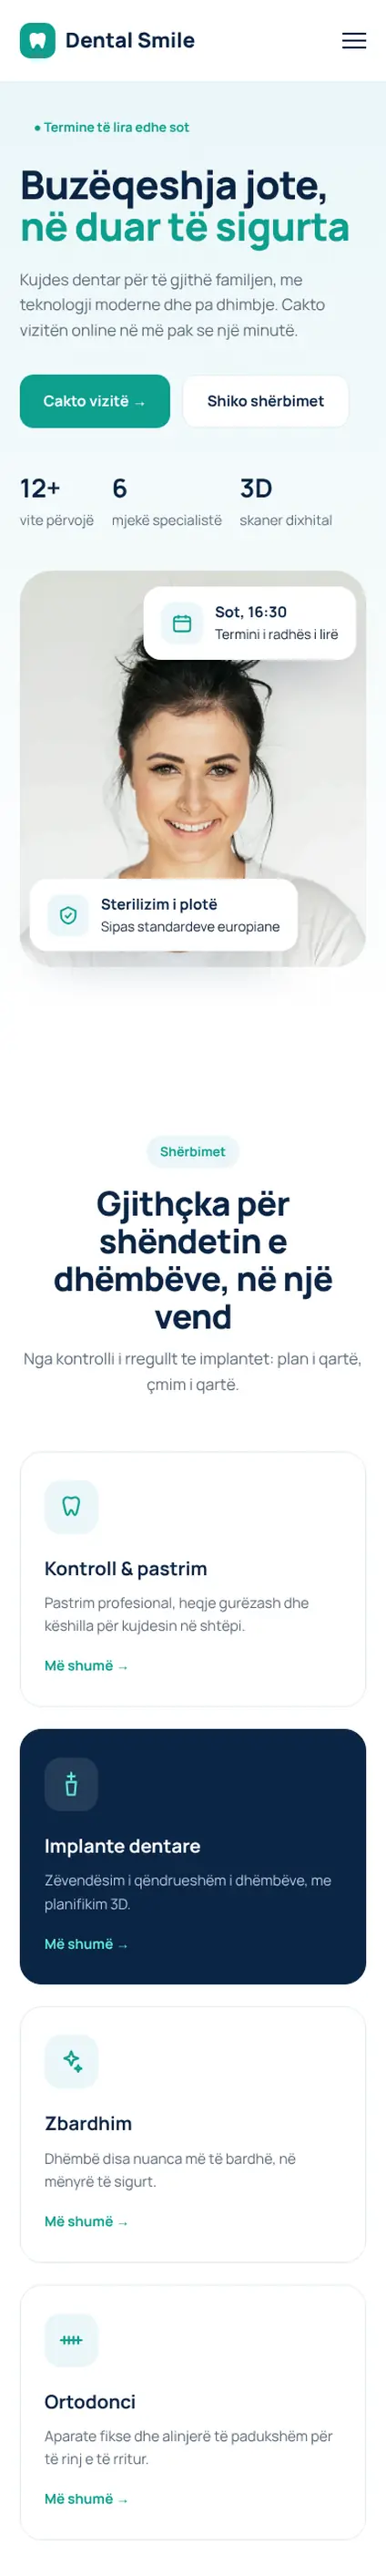 Dental Smile
● Termine të lira edhe sot
Buzëqeshja jote,
në duar të sigurta
Kujdes dentar për të gjithë familjen, me
teknologji moderne dhe pa dhimbje. Cakto
vizitën online në më pak se një minutë.
Cakto vizitë →
Shiko shërbimet
12+
vite përvojë
6
mjekë specialistë
3D
skaner dixhital
Sot, 16:30
Termini i radhës i lirë
Sterilizim i plotë
Sipas standardeve europiane
Shërbimet
Gjithçka për
shëndetin e
dhëmbëve, në një
vend
Nga kontrolli i rregullt te implantet: plan i qartë,
çmim i qartë.
Kontroll & pastrim
Pastrim profesional, heqje gurëzash dhe
këshilla për kujdesin në shtëpi.
Më shumë →
Implante dentare
Zëvendësim i qëndrueshëm i dhëmbëve, me
planifikim 3D.
Më shumë →
Zbardhim
Dhëmbë disa nuanca më të bardhë, në
mënyrë të sigurt.
Më shumë →
Ortodonci
Aparate fikse dhe alinjerë të padukshëm për
të rinj e të rritur.
Më shumë →